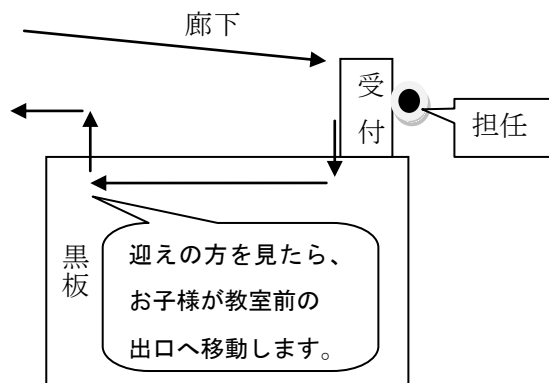 廊下
受付
担任
黒板
迎えの方を見たら、
お子様が教室前の
出口へ移動します。